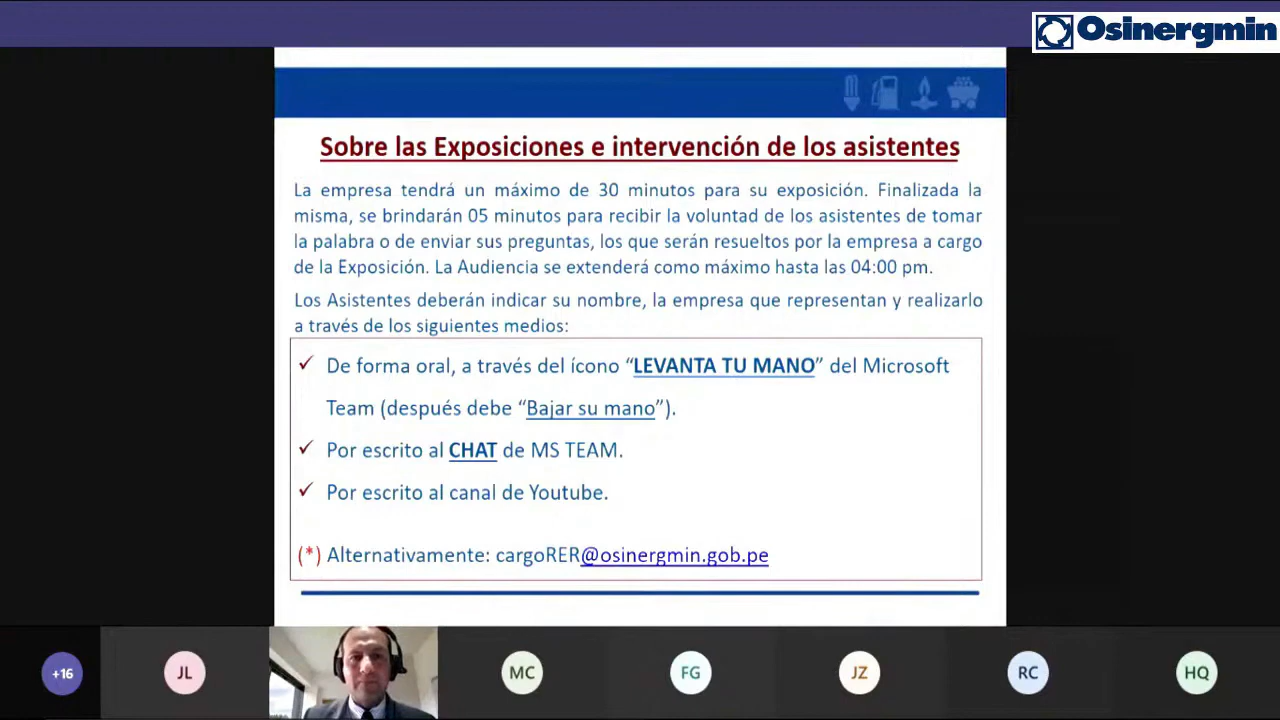 Osinergmin
Sobre las Exposiciones e intervención de los asistentes
La empresa tendrá un máximo de 30 minutos para su exposición. Finalizada la
misma, se brindarán 05 minutos para recibir la voluntad de los asistentes de tomar
la palabra o de enviar sus preguntas, los que serán resueltos por la empresa a cargo
de la Exposición. La Audiencia se extenderá como máximo hasta las 04:00 pm.
Los Asistentes deberán indicar su nombre, la empresa que representan y realizarlo
a través de los siguientes medios:
✓ De forma oral, a través del ícono “LEVANTA TU MANO” del Microsoft
Team (después debe “Bajar su mano”).
✓ Por escrito al CHAT de MS TEAM.
✓ Por escrito al canal de Youtube.
(*) Alternativamente: cargoRER@osinergmin.gob.pe
+16 JL MC FG JZ RC HQ